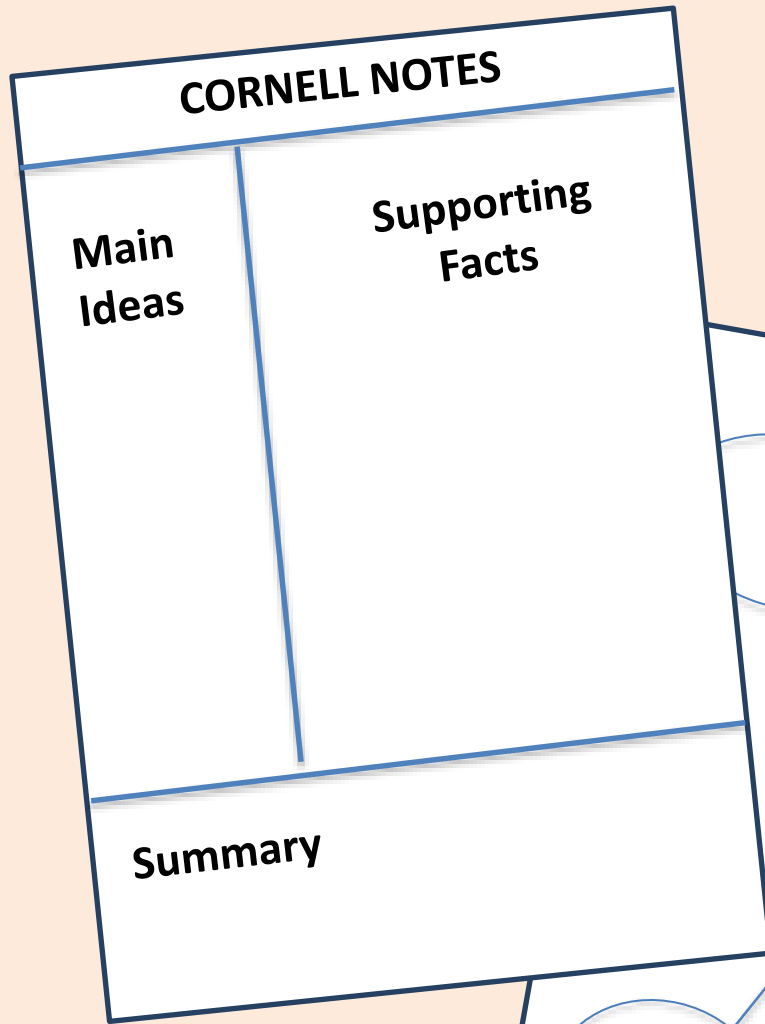 CORNELL NOTES
Main
Ideas
Supporting
Facts
Summary